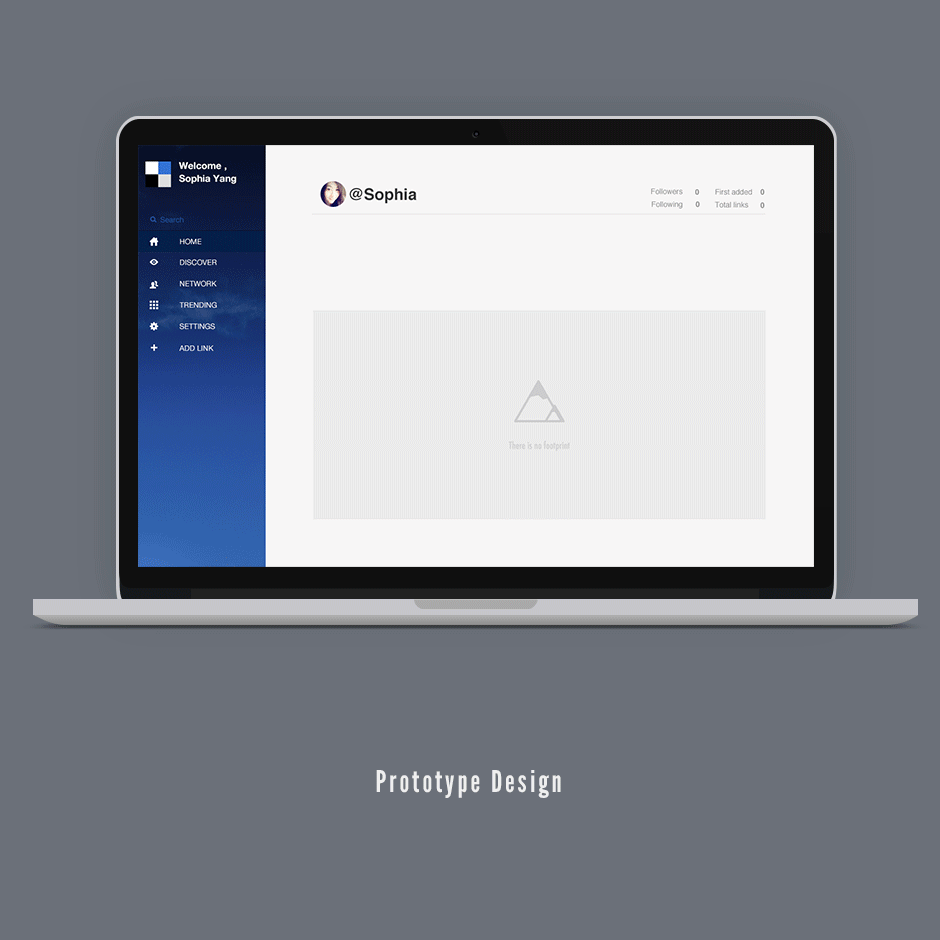 Welcome ,
Sophia Yang
Search
HOME
DISCOVER
NETWORK
TRENDING
SETTINGS
ADD LINK
@Sophia
Followers 0 First added 0
Following 0 Total links 0
There is no footprint
Prototype Design